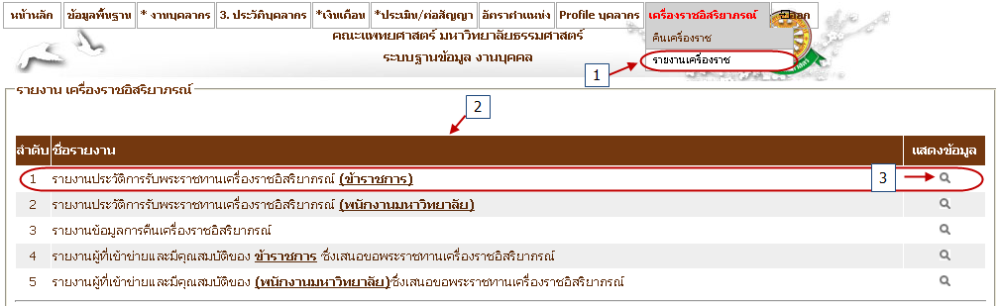 หน้าหลัก ข้อมูลพื้นฐาน * งานบุคลากร 3. ประวัติบุคลากร *เงินเดือน *ประเมิน/ต่อสัญญา อัตราตำแหน่ง Profile บุคลากร เครื่องราชอิสริยาภรณ์
คณะแพทยศาสตร์ มหาวิทยาลัยธรรมศาสตร์
คืนเครื่องราช
ระบบฐานข้อมูล งานบุคคล
รายงานเครื่องราช
1
รายงาน เครื่องราชอิสริยาภรณ์
2
ลำดับ ชื่อรายงาน แสดงข้อมูล
1 รายงานประวัติการรับพระราชทานเครื่องราชอิสริยาภรณ์ (ข้าราชการ) 3
2 รายงานประวัติการรับพระราชทานเครื่องราชอิสริยาภรณ์ (พนักงานมหาวิทยาลัย)
3 รายงานข้อมูลการคืนเครื่องราชอิสริยาภรณ์
4 รายงานผู้ที่เข้าข่ายและมีคุณสมบัติของ ข้าราชการ ซึ่งเสนอขอพระราชทานเครื่องราชอิสริยาภรณ์
5 รายงานผู้ที่เข้าข่ายและมีคุณสมบัติของ (พนักงานมหาวิทยาลัย)ซึ่งเสนอขอพระราชทานเครื่องราชอิสริยาภรณ์